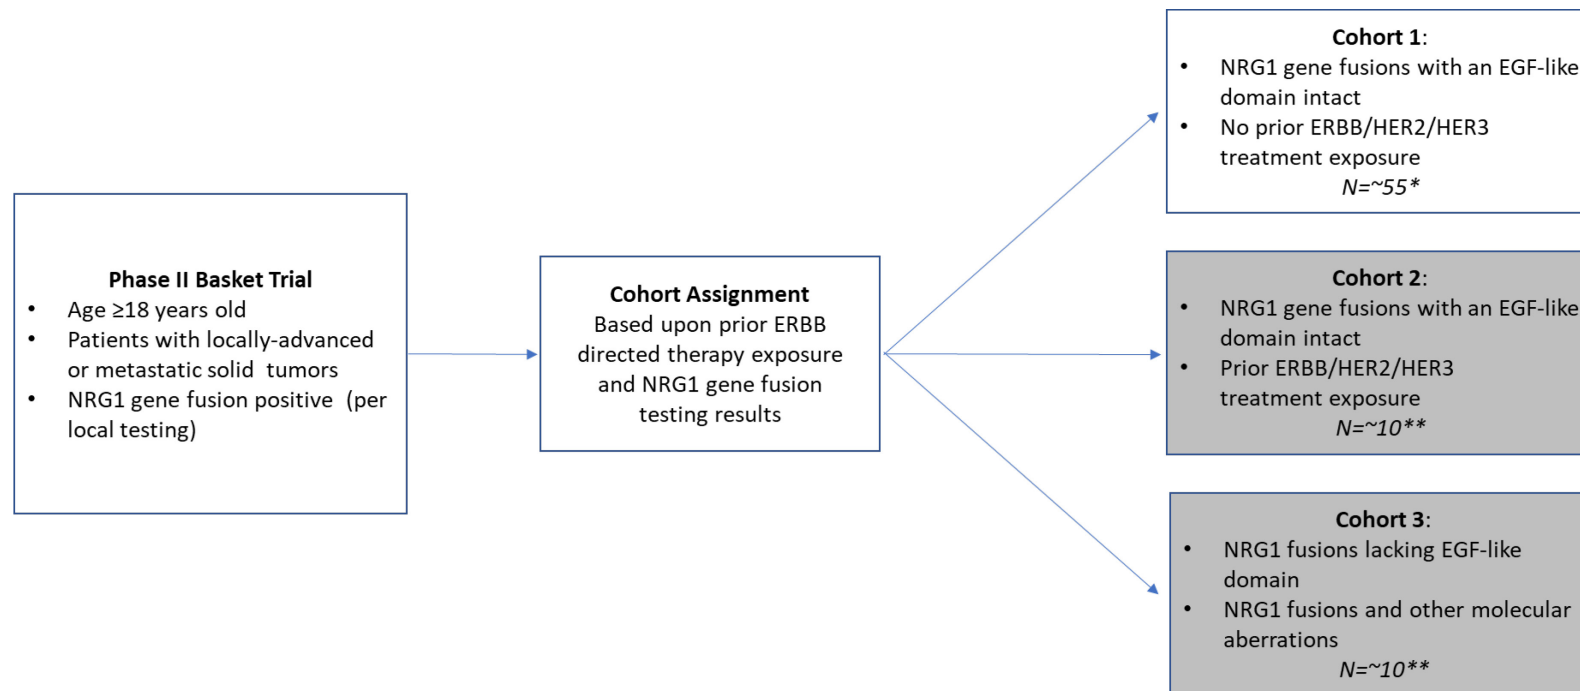 Phase II Basket Trial
• Age ≥18 years old
• Patients with locally-advanced
or metastatic solid tumors
• NRG1 gene fusion positive (per
local testing)
Cohort Assignment
Based upon prior ERBB
directed therapy exposure
and NRG1 gene fusion
testing results
Cohort 1:
• NRG1 gene fusions with an EGF-like
domain intact
• No prior ERBB/HER2/HER3
treatment exposure
N=~55*
Cohort 2:
• NRG1 gene fusions with an EGF-like
domain intact
• Prior ERBB/HER2/HER3
treatment exposure
N=~10**
Cohort 3:
• NRG1 fusions lacking EGF-like
domain
• NRG1 fusions and other molecular
aberrations
N=~10**